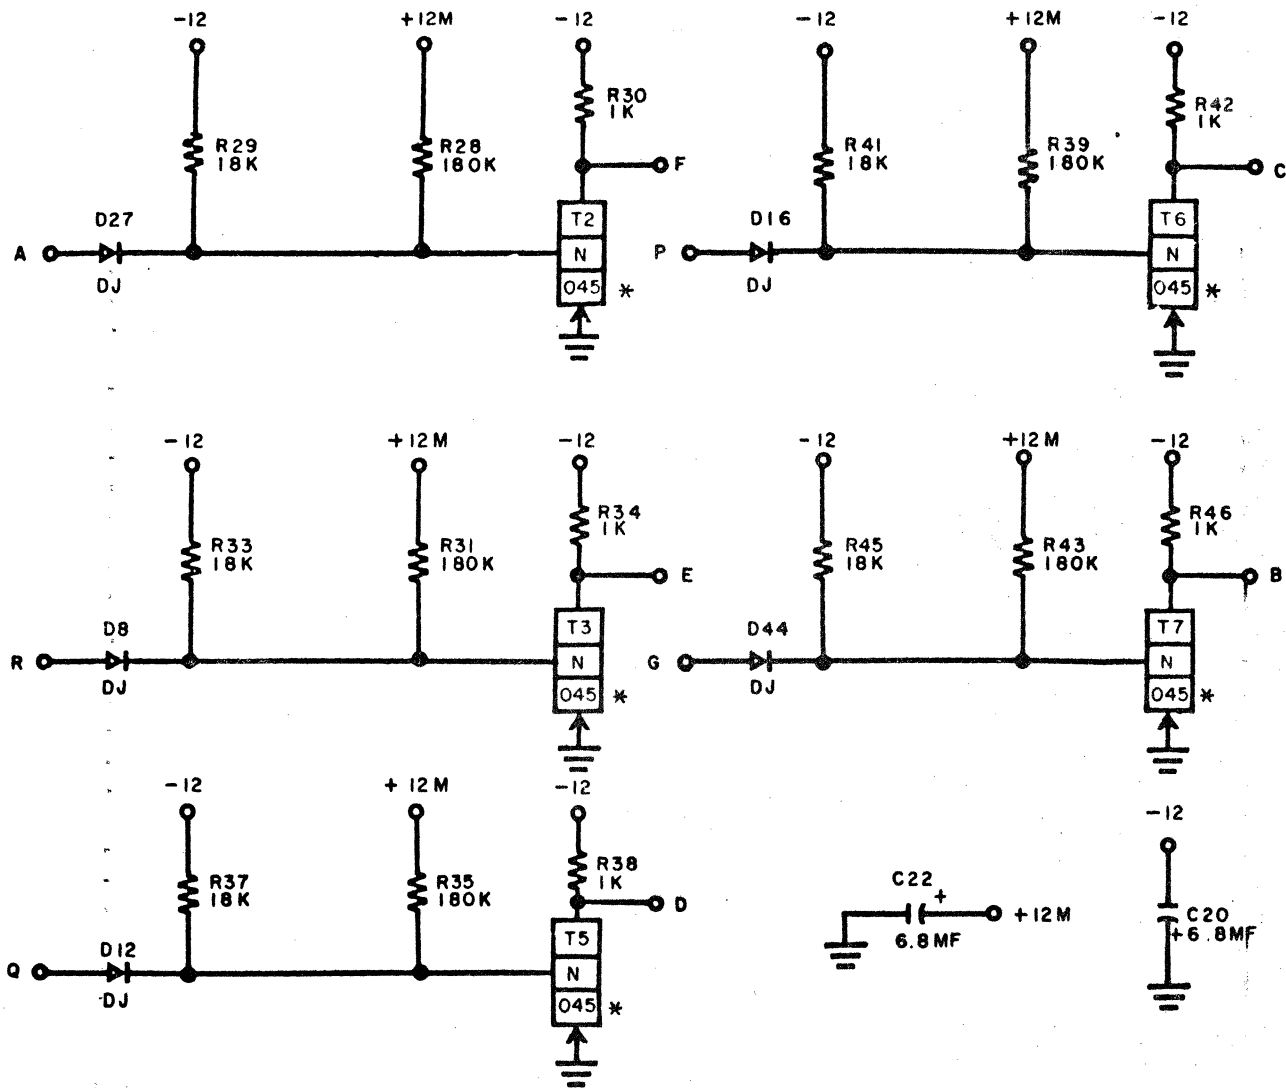 -12
+12M
-12
R29
18K
R28
180K
R30
1K
F
D27
A
DJ
T2
N
045 *
-12
+12M
-12
R41
18K
R39
180K
R42
1K
C
D16
P
DJ
T6
N
045 *
-12
+12M
-12
R33
18K
R31
180K
R34
1K
E
D8
R
DJ
T3
N
045 *
-12
+12M
-12
R45
18K
R43
180K
R46
1K
B
D44
G
DJ
T7
N
045 *
-12
+12M
-12
R37
18K
R35
180K
R38
1K
D
D12
Q
DJ
T5
N
045 *
C22
+
+12M
6.8MF
-12
C20
+6.8MF